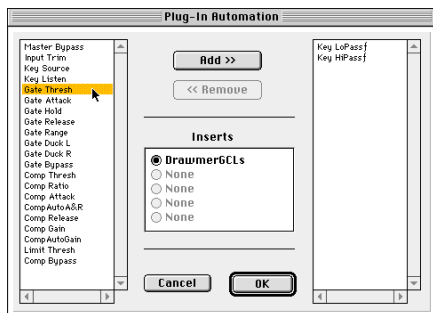 Plug-In Automation
Master Bypass
Input Trim
Key Source
Key Listen
Gate Thresh
Gate Attack
Gate Hold
Gate Release
Gate Range
Gate Duck L
Gate Duck R
Gate Bypass
Comp Thresh
Comp Ratio
Comp Attack
CompAutoA&R
Comp Release
Comp Gain
CompAutoGain
Limit Thresh
Comp Bypass
Add >>
<< Remove
Inserts
DrawmerGCLs
None
None
None
None
Cancel
OK
Key LoPassƒ
Key HiPassƒ